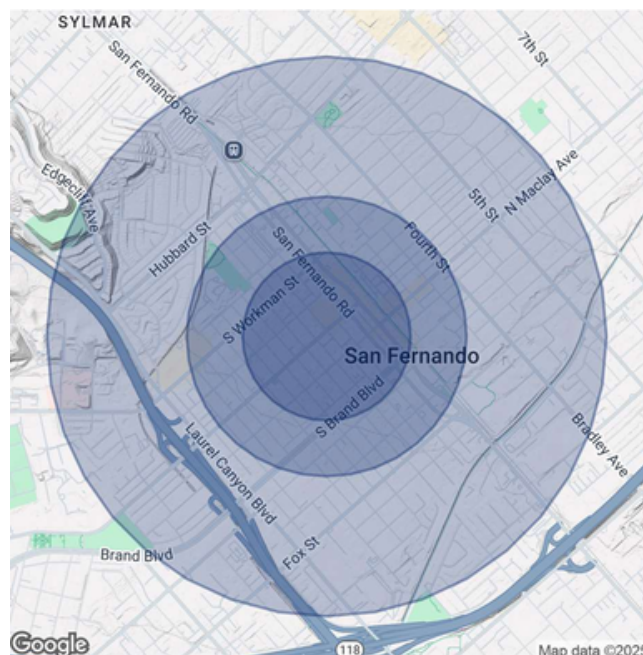 SYLMAR
7th St
San Fernando Rd
Edgecliff Ave
N Maclay Ave
5th St
Hubbard St
Fourth St
San Fernando Rd
S Workman St
San Fernando
S Brand Blvd
Bradley Ave
Laurel Canyon Blvd
Brand Blvd
Fox St
Google
118
Map data ©202